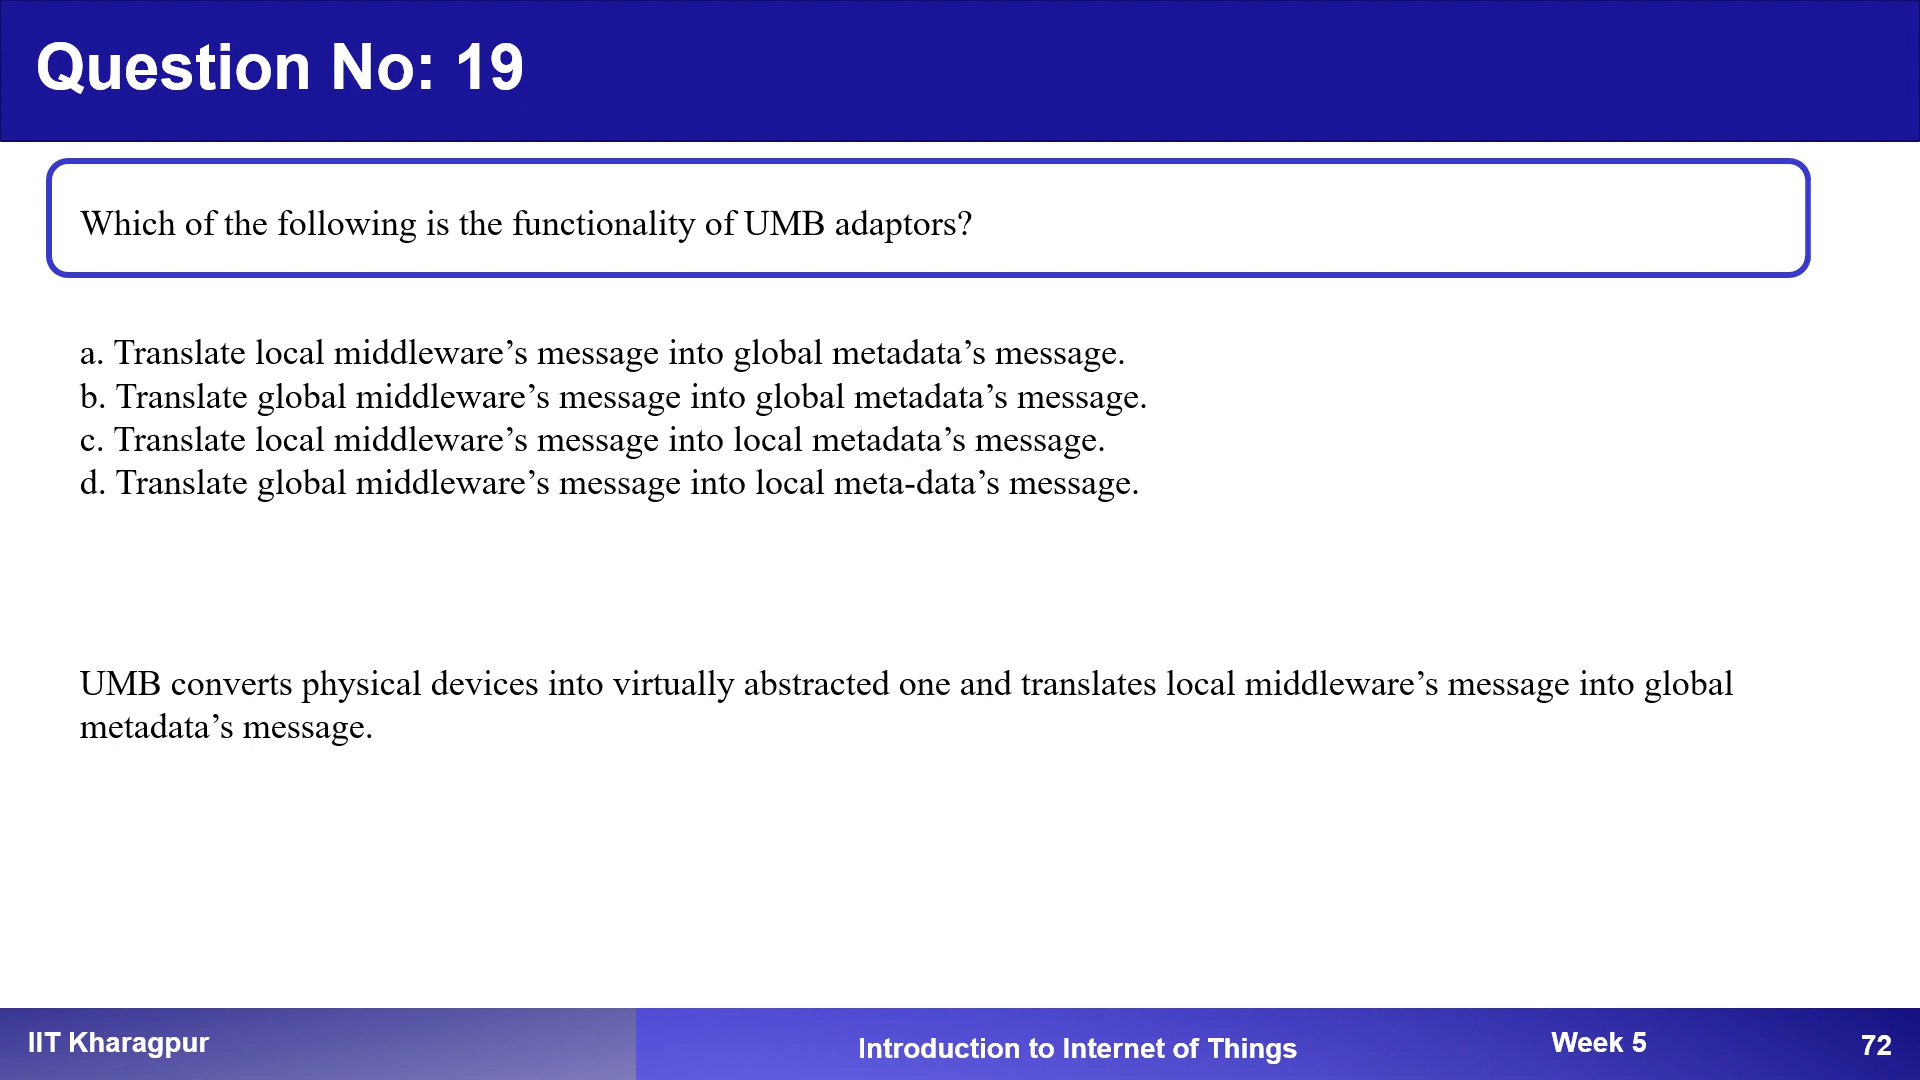 Question No: 19
Which of the following is the functionality of UMB adaptors?
a. Translate local middleware’s message into global metadata’s message.
b. Translate global middleware’s message into global metadata’s message.
c. Translate local middleware’s message into local metadata’s message.
d. Translate global middleware’s message into local meta-data’s message.
UMB converts physical devices into virtually abstracted one and translates local middleware’s message into global
metadata’s message.
IIT Kharagpur
Introduction to Internet of Things
Week 5
72